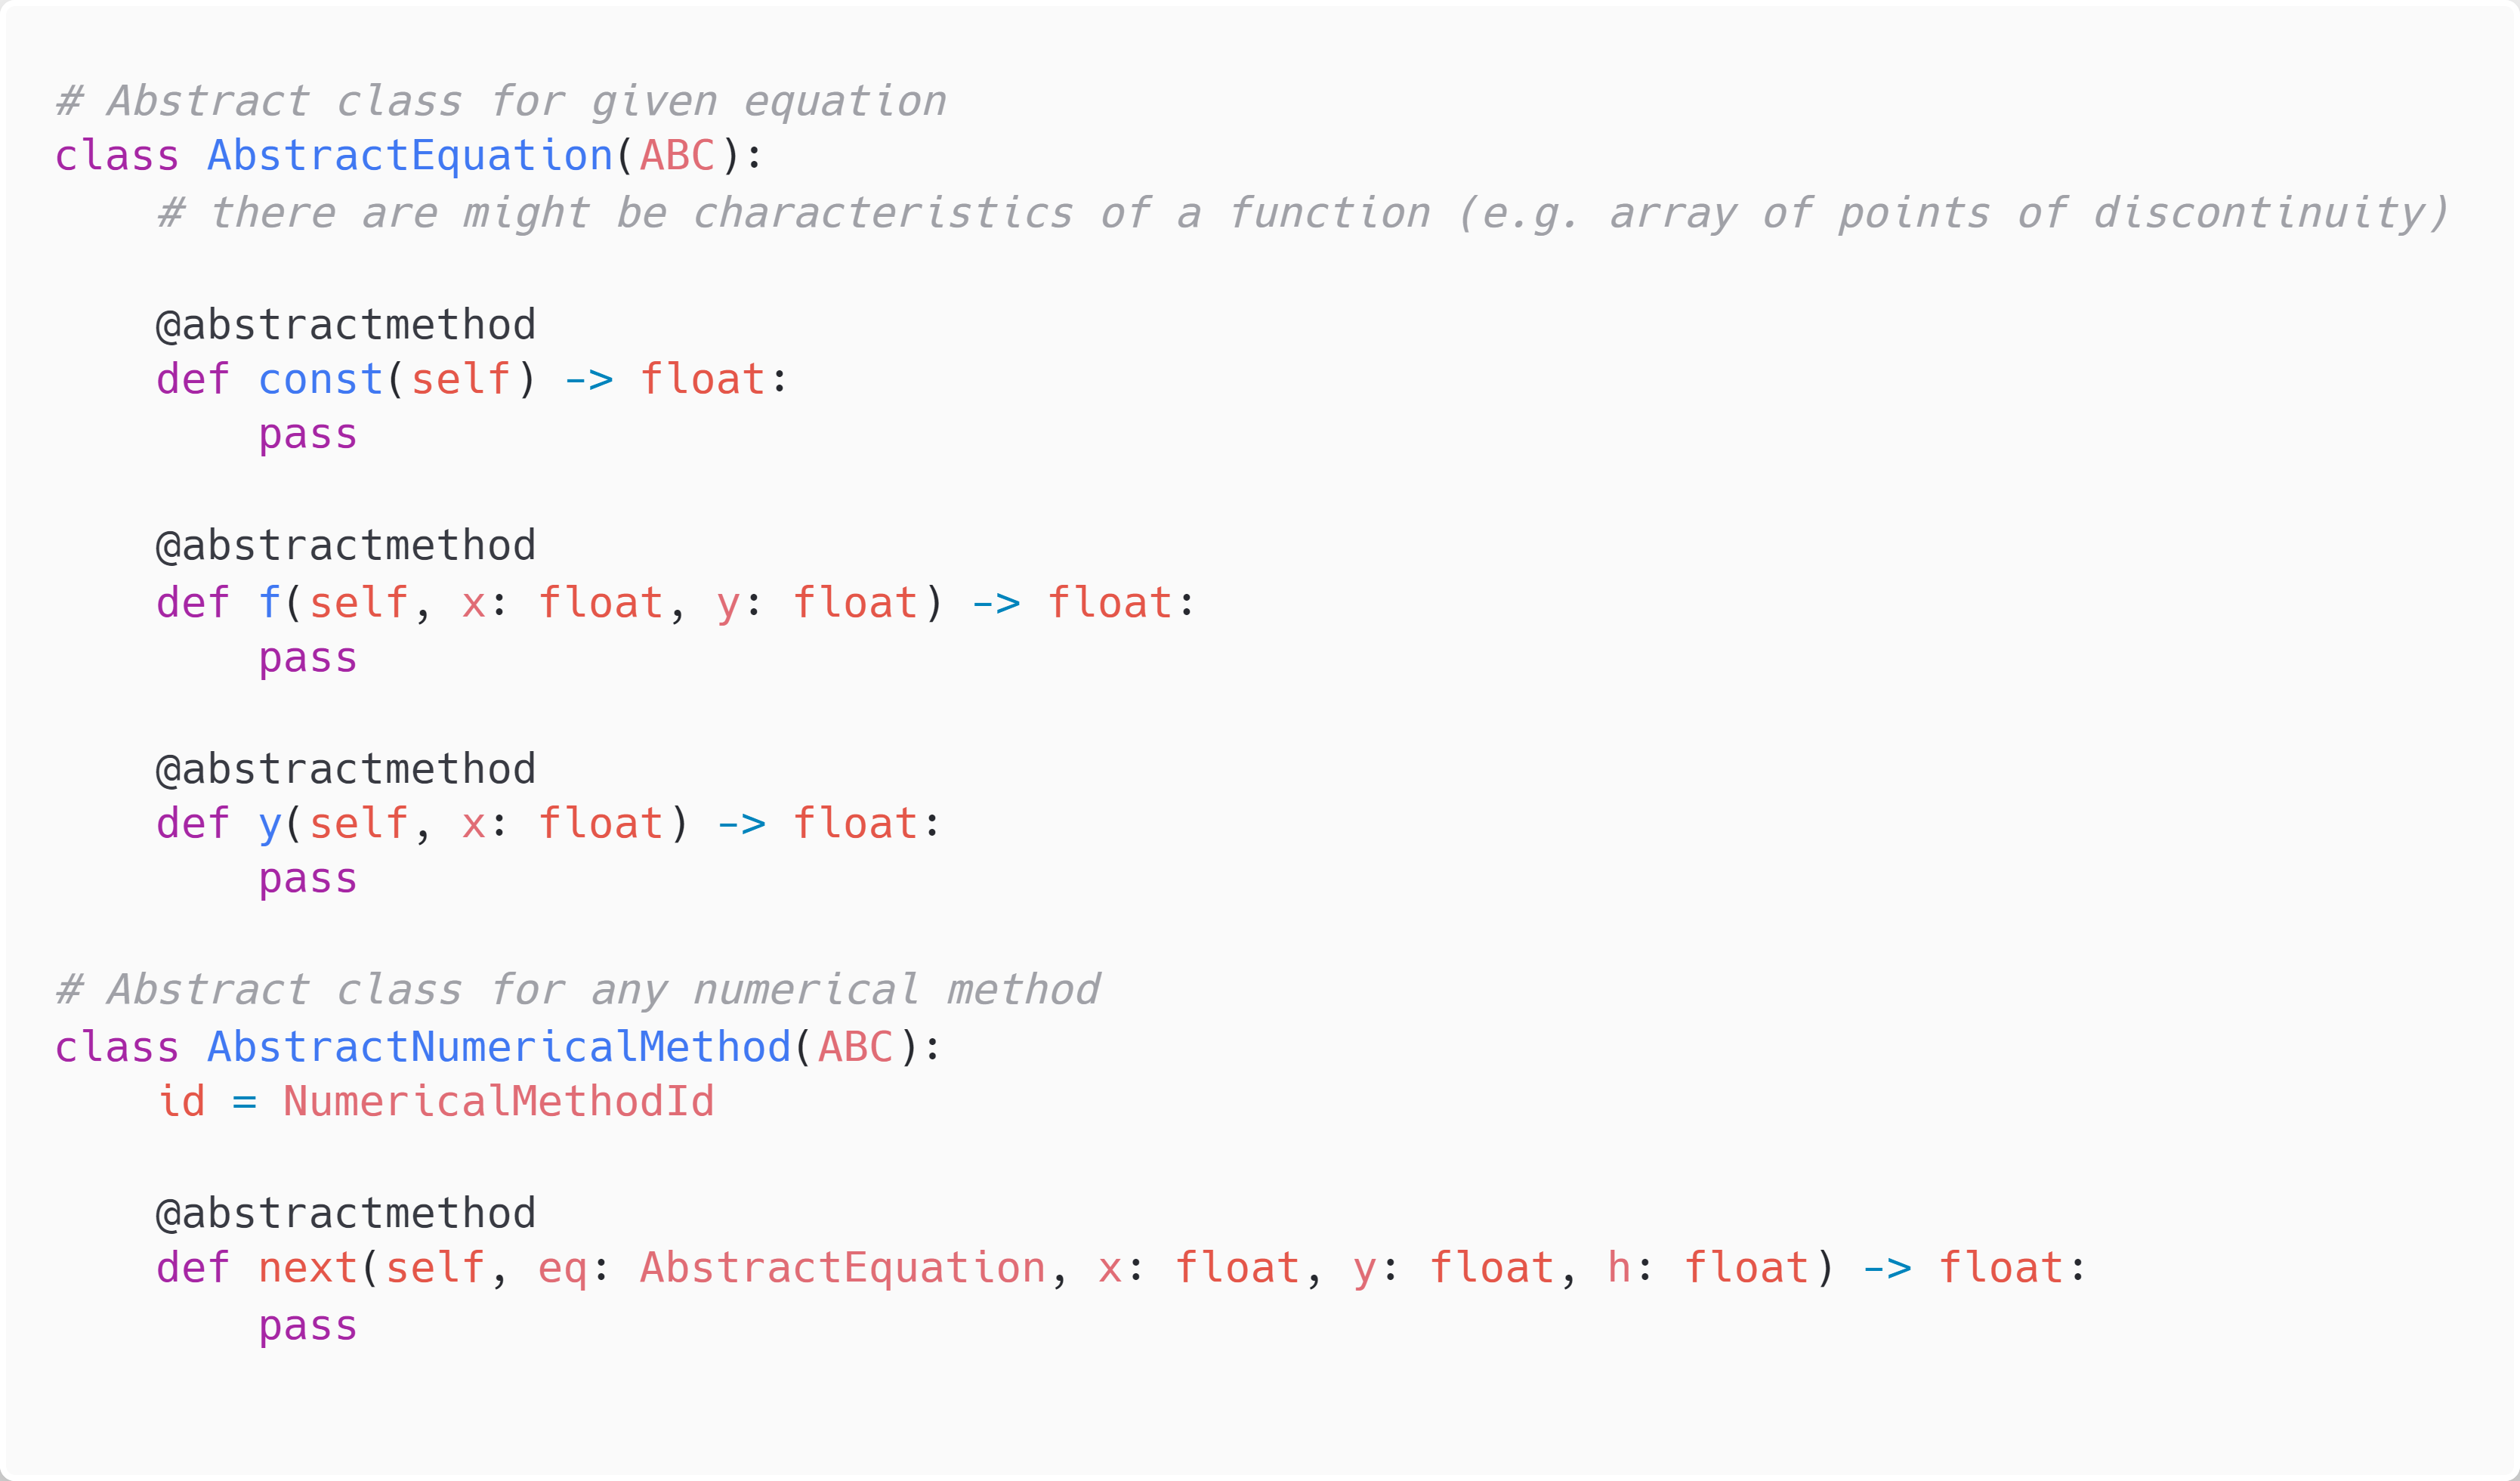 # Abstract class for given equation
class AbstractEquation(ABC):
    # there are might be characteristics of a function (e.g. array of points of discontinuity)
    @abstractmethod
    def const(self) -> float:
        pass
    @abstractmethod
    def f(self, x: float, y: float) -> float:
        pass
    @abstractmethod
    def y(self, x: float) -> float:
        pass
# Abstract class for any numerical method
class AbstractNumericalMethod(ABC):
    id = NumericalMethodId
    @abstractmethod
    def next(self, eq: AbstractEquation, x: float, y: float, h: float) -> float:
        pass